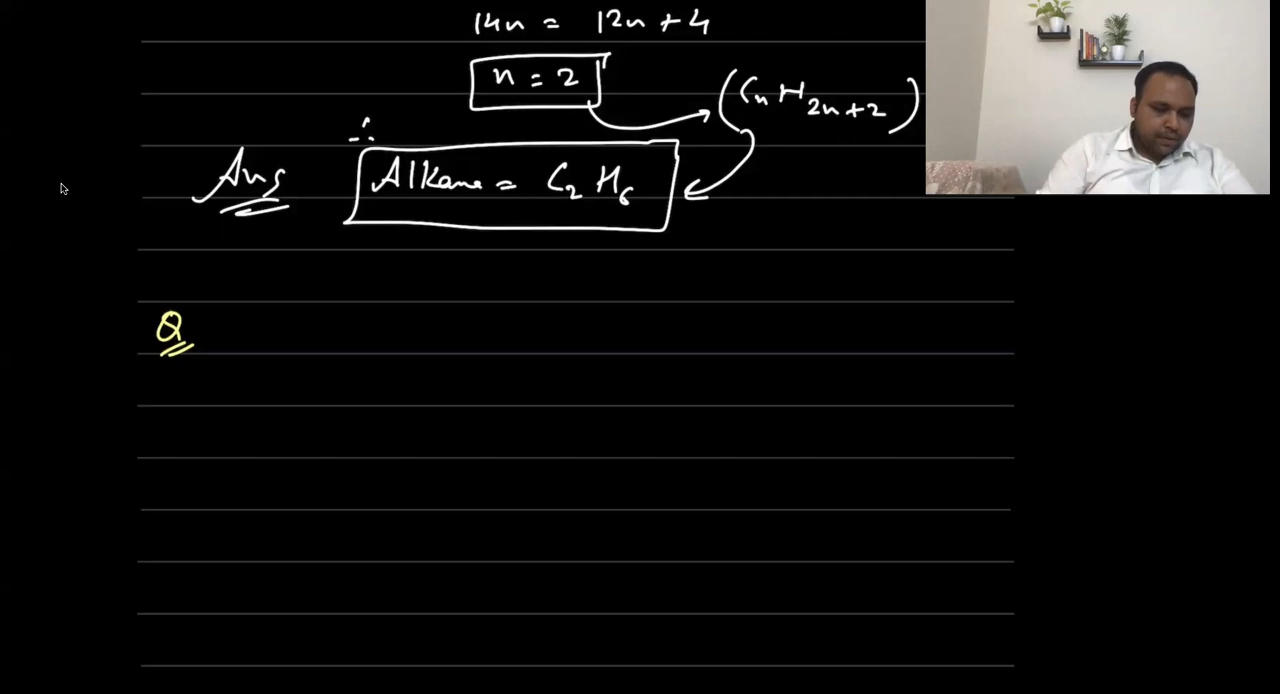 14n = 12n + 4
n = 2
(CnH2n+2)
∴
Ans Alkane = C2H6
Q